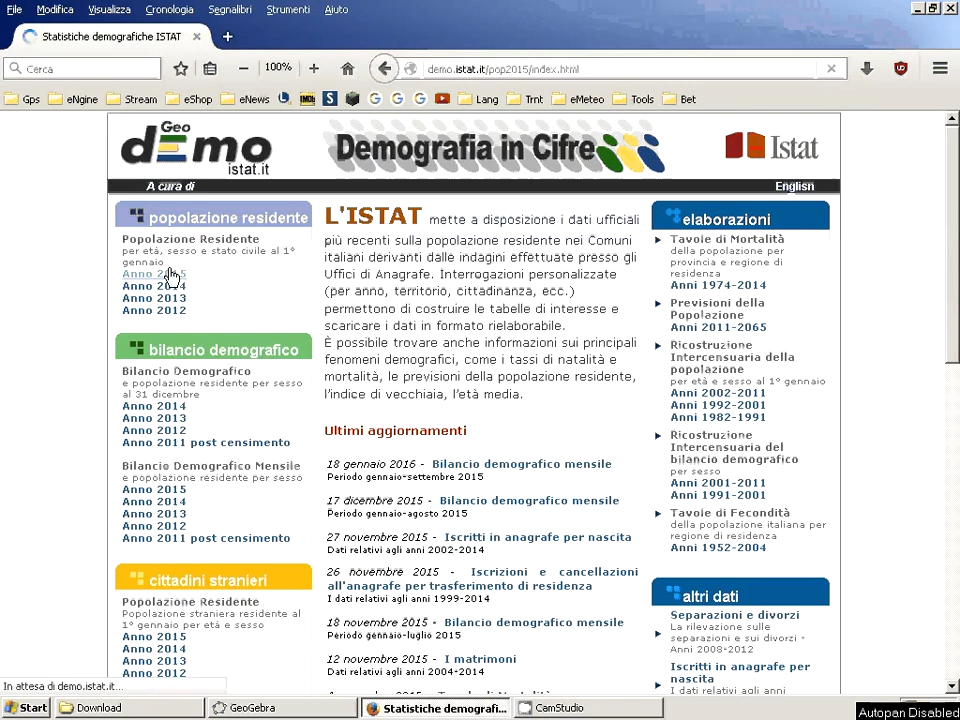 File Modifica Visualizza Cronologia Segnalibri Strumenti Aiuto
Statistiche demografiche ISTAT
Cerca
100%
demo.istat.it/pop2015/index.html
Gps eNgine Stream eShop eNews Lang Trnt eMeteo Tools Bet
Geo
demo
istat.it
Demografia in Cifre
Istat
A cura di
English
popolazione residente
Popolazione Residente
per età, sesso e stato civile al 1°
gennaio
Anno 2015
Anno 2014
Anno 2013
Anno 2012
bilancio demografico
Bilancio Demografico
e popolazione residente per sesso
al 31 dicembre
Anno 2014
Anno 2013
Anno 2012
Anno 2011 post censimento
Bilancio Demografico Mensile
e popolazione residente per sesso
Anno 2015
Anno 2014
Anno 2013
Anno 2012
Anno 2011 post censimento
cittadini stranieri
Popolazione Residente
Popolazione straniera residente al
1° gennaio per età e sesso
Anno 2015
Anno 2014
Anno 2013
Anno 2012
L'ISTAT mette a disposizione i dati ufficiali
più recenti sulla popolazione residente nei Comuni
italiani derivanti dalle indagini effettuate presso gli
Uffici di Anagrafe. Interrogazioni personalizzate
(per anno, territorio, cittadinanza, ecc.)
permettono di costruire le tabelle di interesse e
scaricare i dati in formato rielaborabile.
È possibile trovare anche informazioni sui principali
fenomeni demografici, come i tassi di natalità e
mortalità, le previsioni della popolazione residente,
l'indice di vecchiaia, l'età media.
Ultimi aggiornamenti
18 gennaio 2016 - Bilancio demografico mensile
Periodo gennaio-settembre 2015
17 dicembre 2015 - Bilancio demografico mensile
Periodo gennaio-agosto 2015
27 novembre 2015 - Iscritti in anagrafe per nascita
Dati relativi agli anni 2002-2014
26 novembre 2015 - Iscrizioni e cancellazioni
all'anagrafe per trasferimento di residenza
I dati relativi agli anni 1999-2014
18 novembre 2015 - Bilancio demografico mensile
Periodo gennaio-luglio 2015
12 novembre 2015 - I matrimoni
Dati relativi agli anni 2004-2014
elaborazioni
Tavole di Mortalità
della popolazione per
provincia e regione di
residenza
Anni 1974-2014
Previsioni della
Popolazione
Anni 2011-2065
Ricostruzione
Intercensuaria della
popolazione
per età e sesso al 1° gennaio
Anni 2002-2011
Anni 1992-2001
Anni 1982-1991
Ricostruzione
Intercensuaria del
bilancio demografico
per sesso
Anni 2001-2011
Anni 1991-2001
Tavole di Fecondità
della popolazione italiana per
regione di residenza
Anni 1952-2004
altri dati
Separazioni e divorzi
La rilevazione sulle
separazioni e sui divorzi -
Anni 2008-2012
Iscritti in anagrafe per
nascita
I dati relativi agli anni
In attesa di demo.istat.it...
Start Download GeoGebra Statistiche demografi... CamStudio
Autopan Disabled